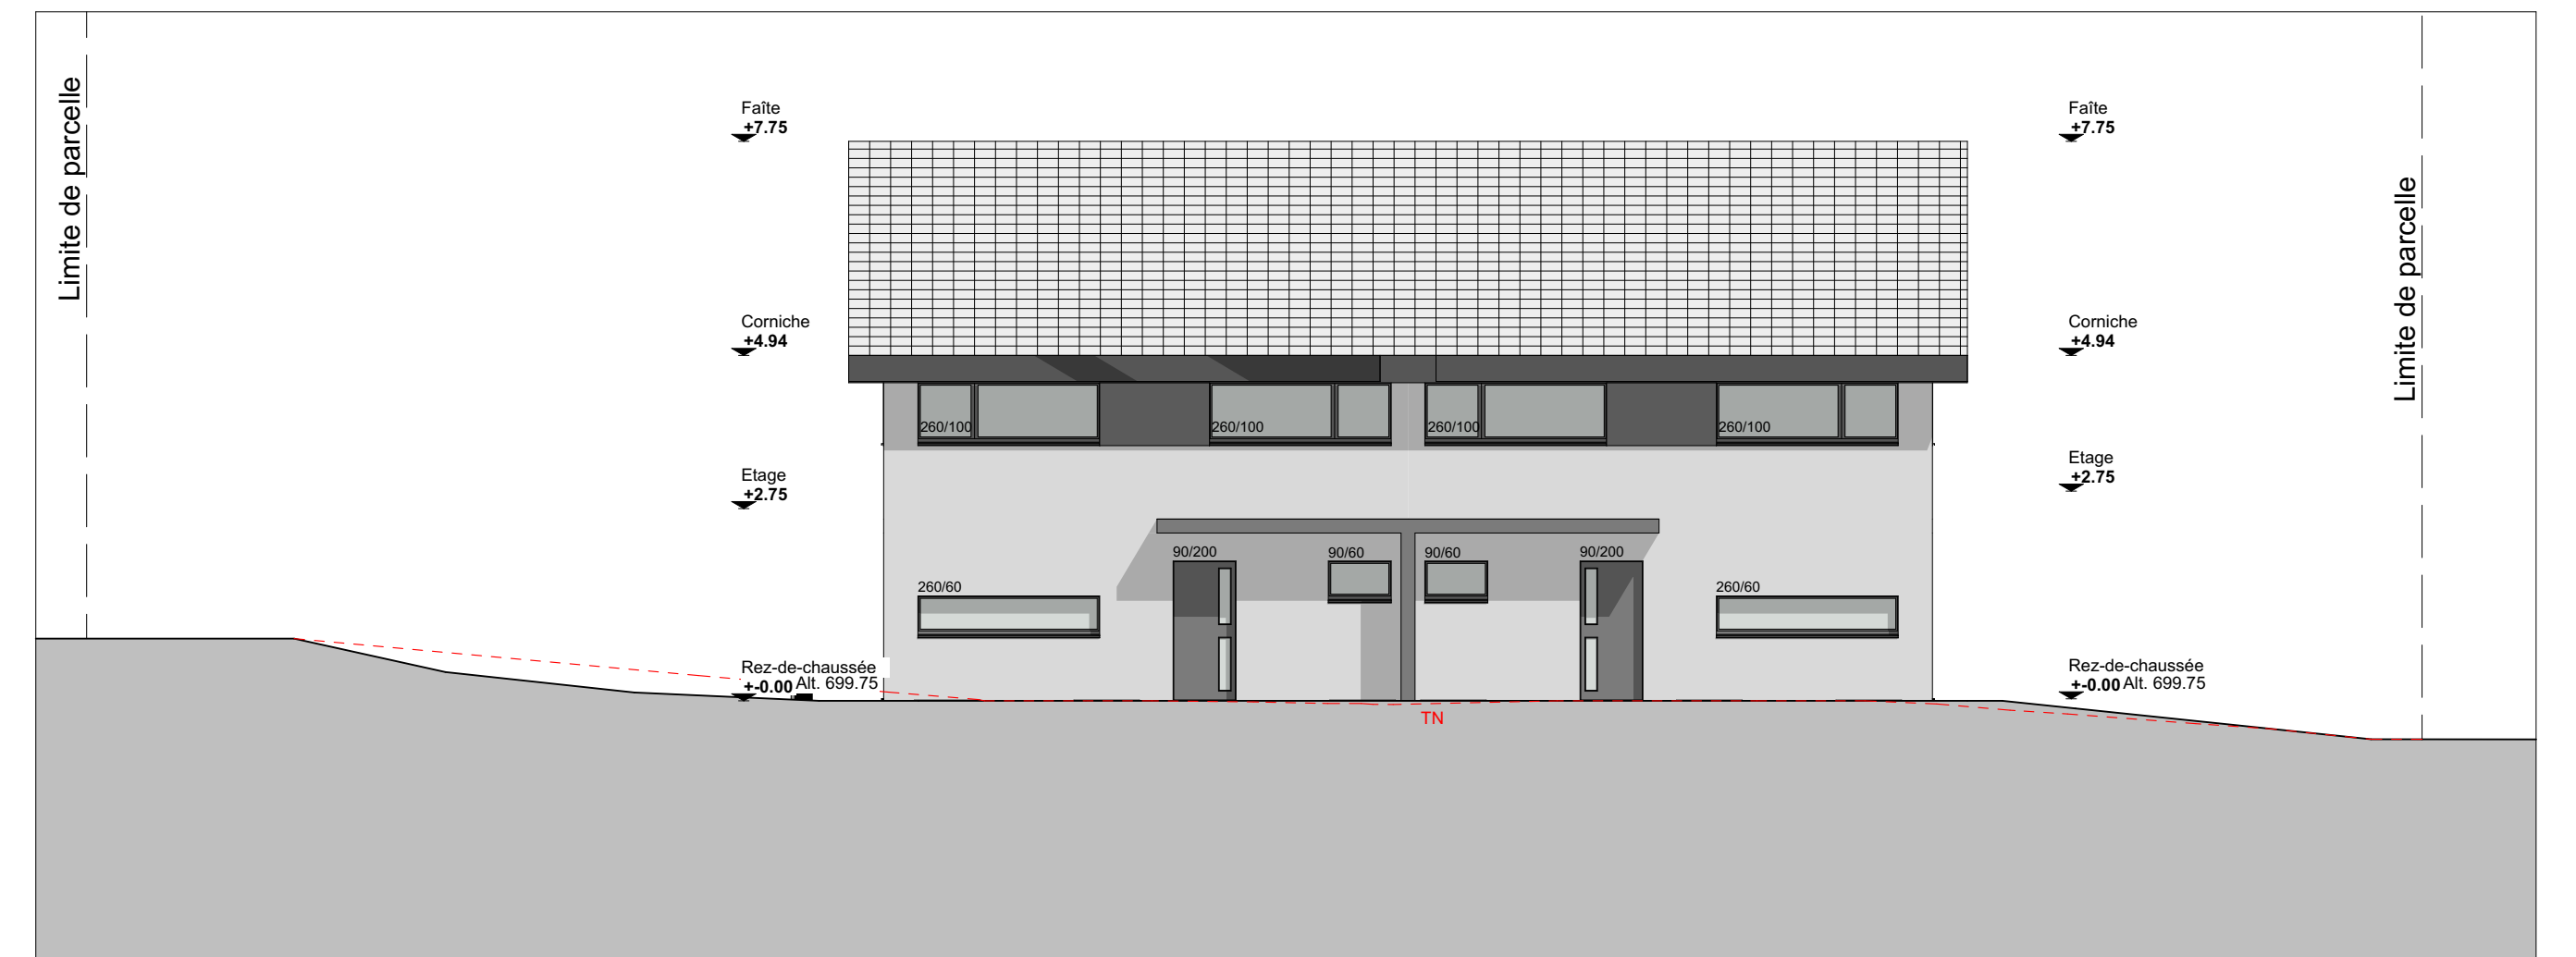 Limite de parcelle
Faîte
+7.75
Faîte
+7.75
Limite de parcelle
Corniche
+4.94
Corniche
+4.94
260/100
260/100
260/100
260/100
Etage
+2.75
Etage
+2.75
90/200
90/60
90/60
90/200
260/60
260/60
Rez-de-chaussée
+-0.00 Alt. 699.75
Rez-de-chaussée
+-0.00 Alt. 699.75
TN